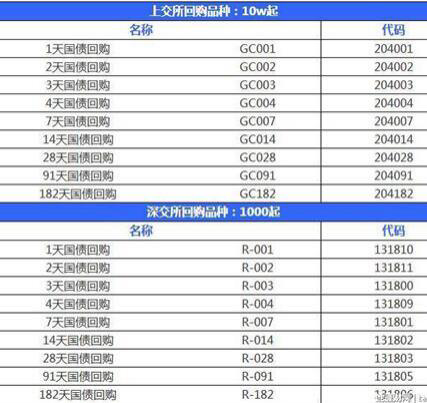 上交所回购品种：10w起
名称 代码
1天国债回购 GC001 204001
2天国债回购 GC002 204002
3天国债回购 GC003 204003
4天国债回购 GC004 204004
7天国债回购 GC007 204007
14天国债回购 GC014 204014
28天国债回购 GC028 204028
91天国债回购 GC091 204091
182天国债回购 GC182 204182
深交所回购品种：1000起
名称 代码
1天国债回购 R-001 131810
2天国债回购 R-002 131811
3天国债回购 R-003 131800
4天国债回购 R-004 131809
7天国债回购 R-007 131801
14天国债回购 R-014 131802
28天国债回购 R-028 131803
91天国债回购 R-091 131805
182天国债回购 R-182 131806